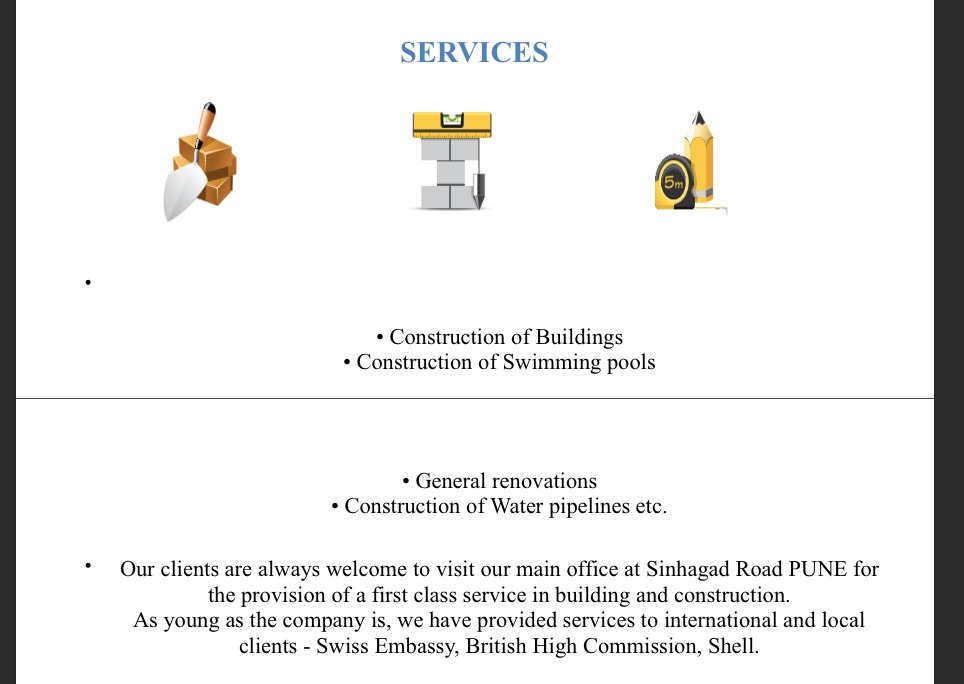 SERVICES
5m
•
• Construction of Buildings
• Construction of Swimming pools
• General renovations
• Construction of Water pipelines etc.
• Our clients are always welcome to visit our main office at Sinhagad Road PUNE for
the provision of a first class service in building and construction.
As young as the company is, we have provided services to international and local
clients - Swiss Embassy, British High Commission, Shell.